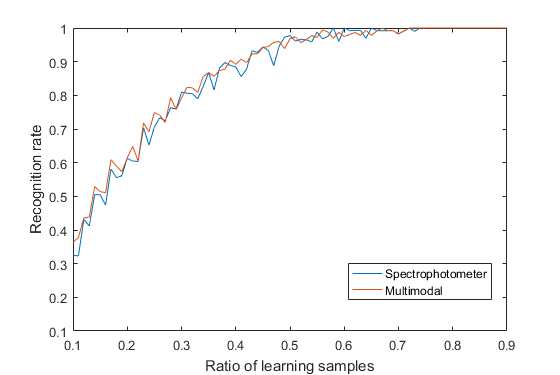 1
0.9
0.8
0.7
0.6
0.5
0.4
0.3
0.2
0.1
Recognition rate
Spectrophotometer
Multimodal
0.1 0.2 0.3 0.4 0.5 0.6 0.7 0.8 0.9
Ratio of learning samples